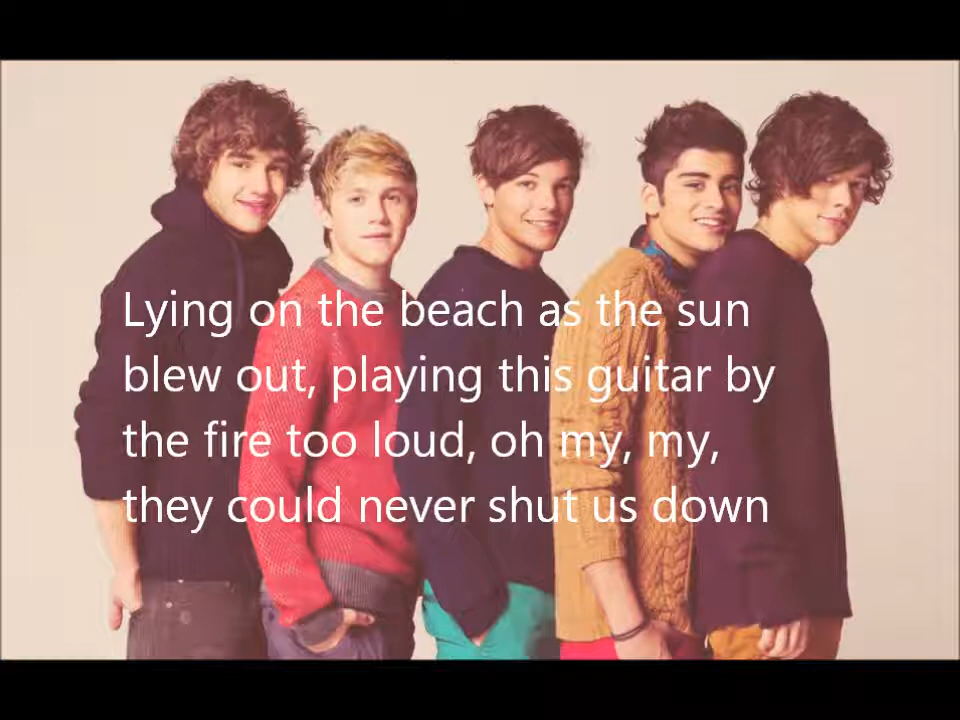 Lying on the beach as the sun
blew out, playing this guitar by
the fire too loud, oh my, my,
they could never shut us down